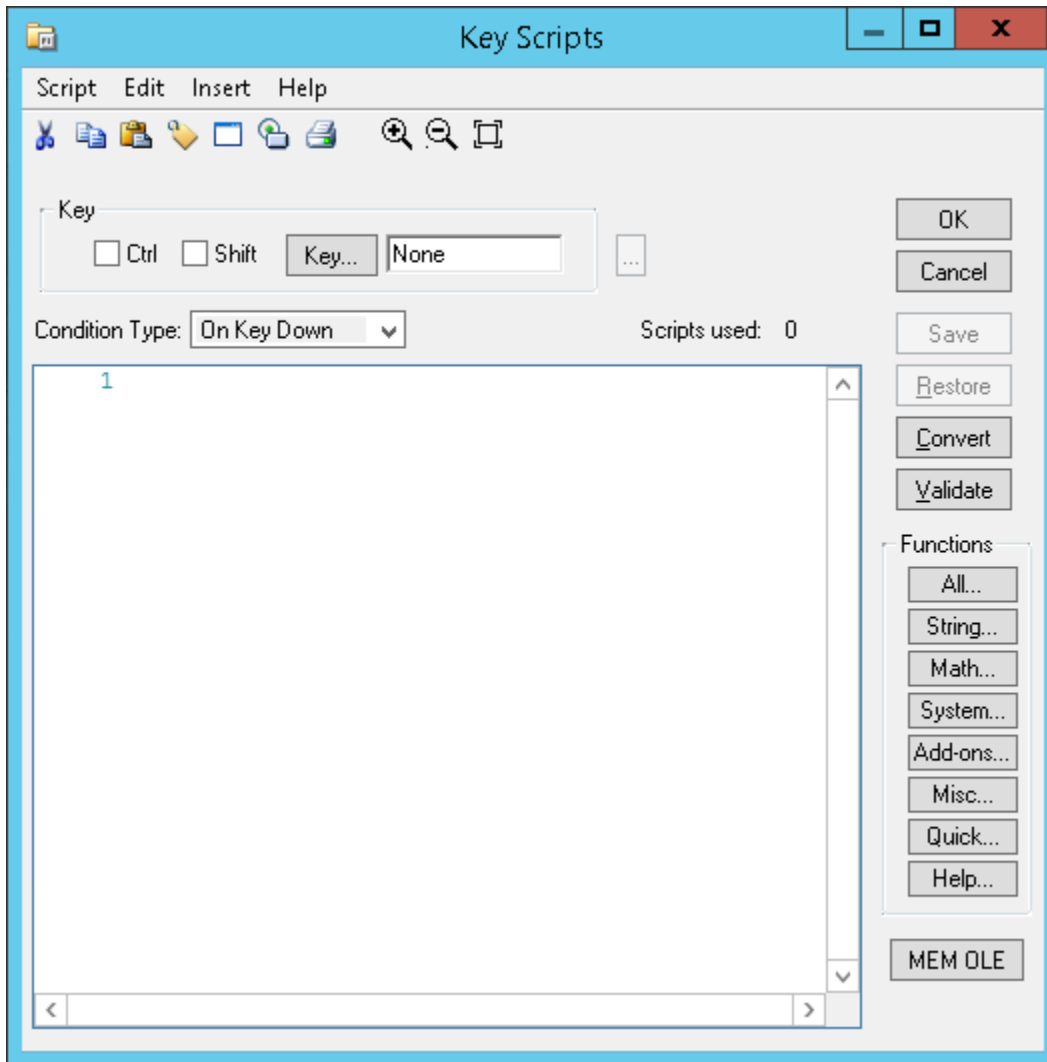 Key Scripts
Script Edit Insert Help
Key
Ctrl Shift Key... None ...
OK
Cancel
Condition Type: On Key Down Scripts used: 0
Save
1
Restore
Convert
Validate
Functions
All...
String...
Math...
System...
Add-ons...
Misc...
Quick...
Help...
MEM OLE